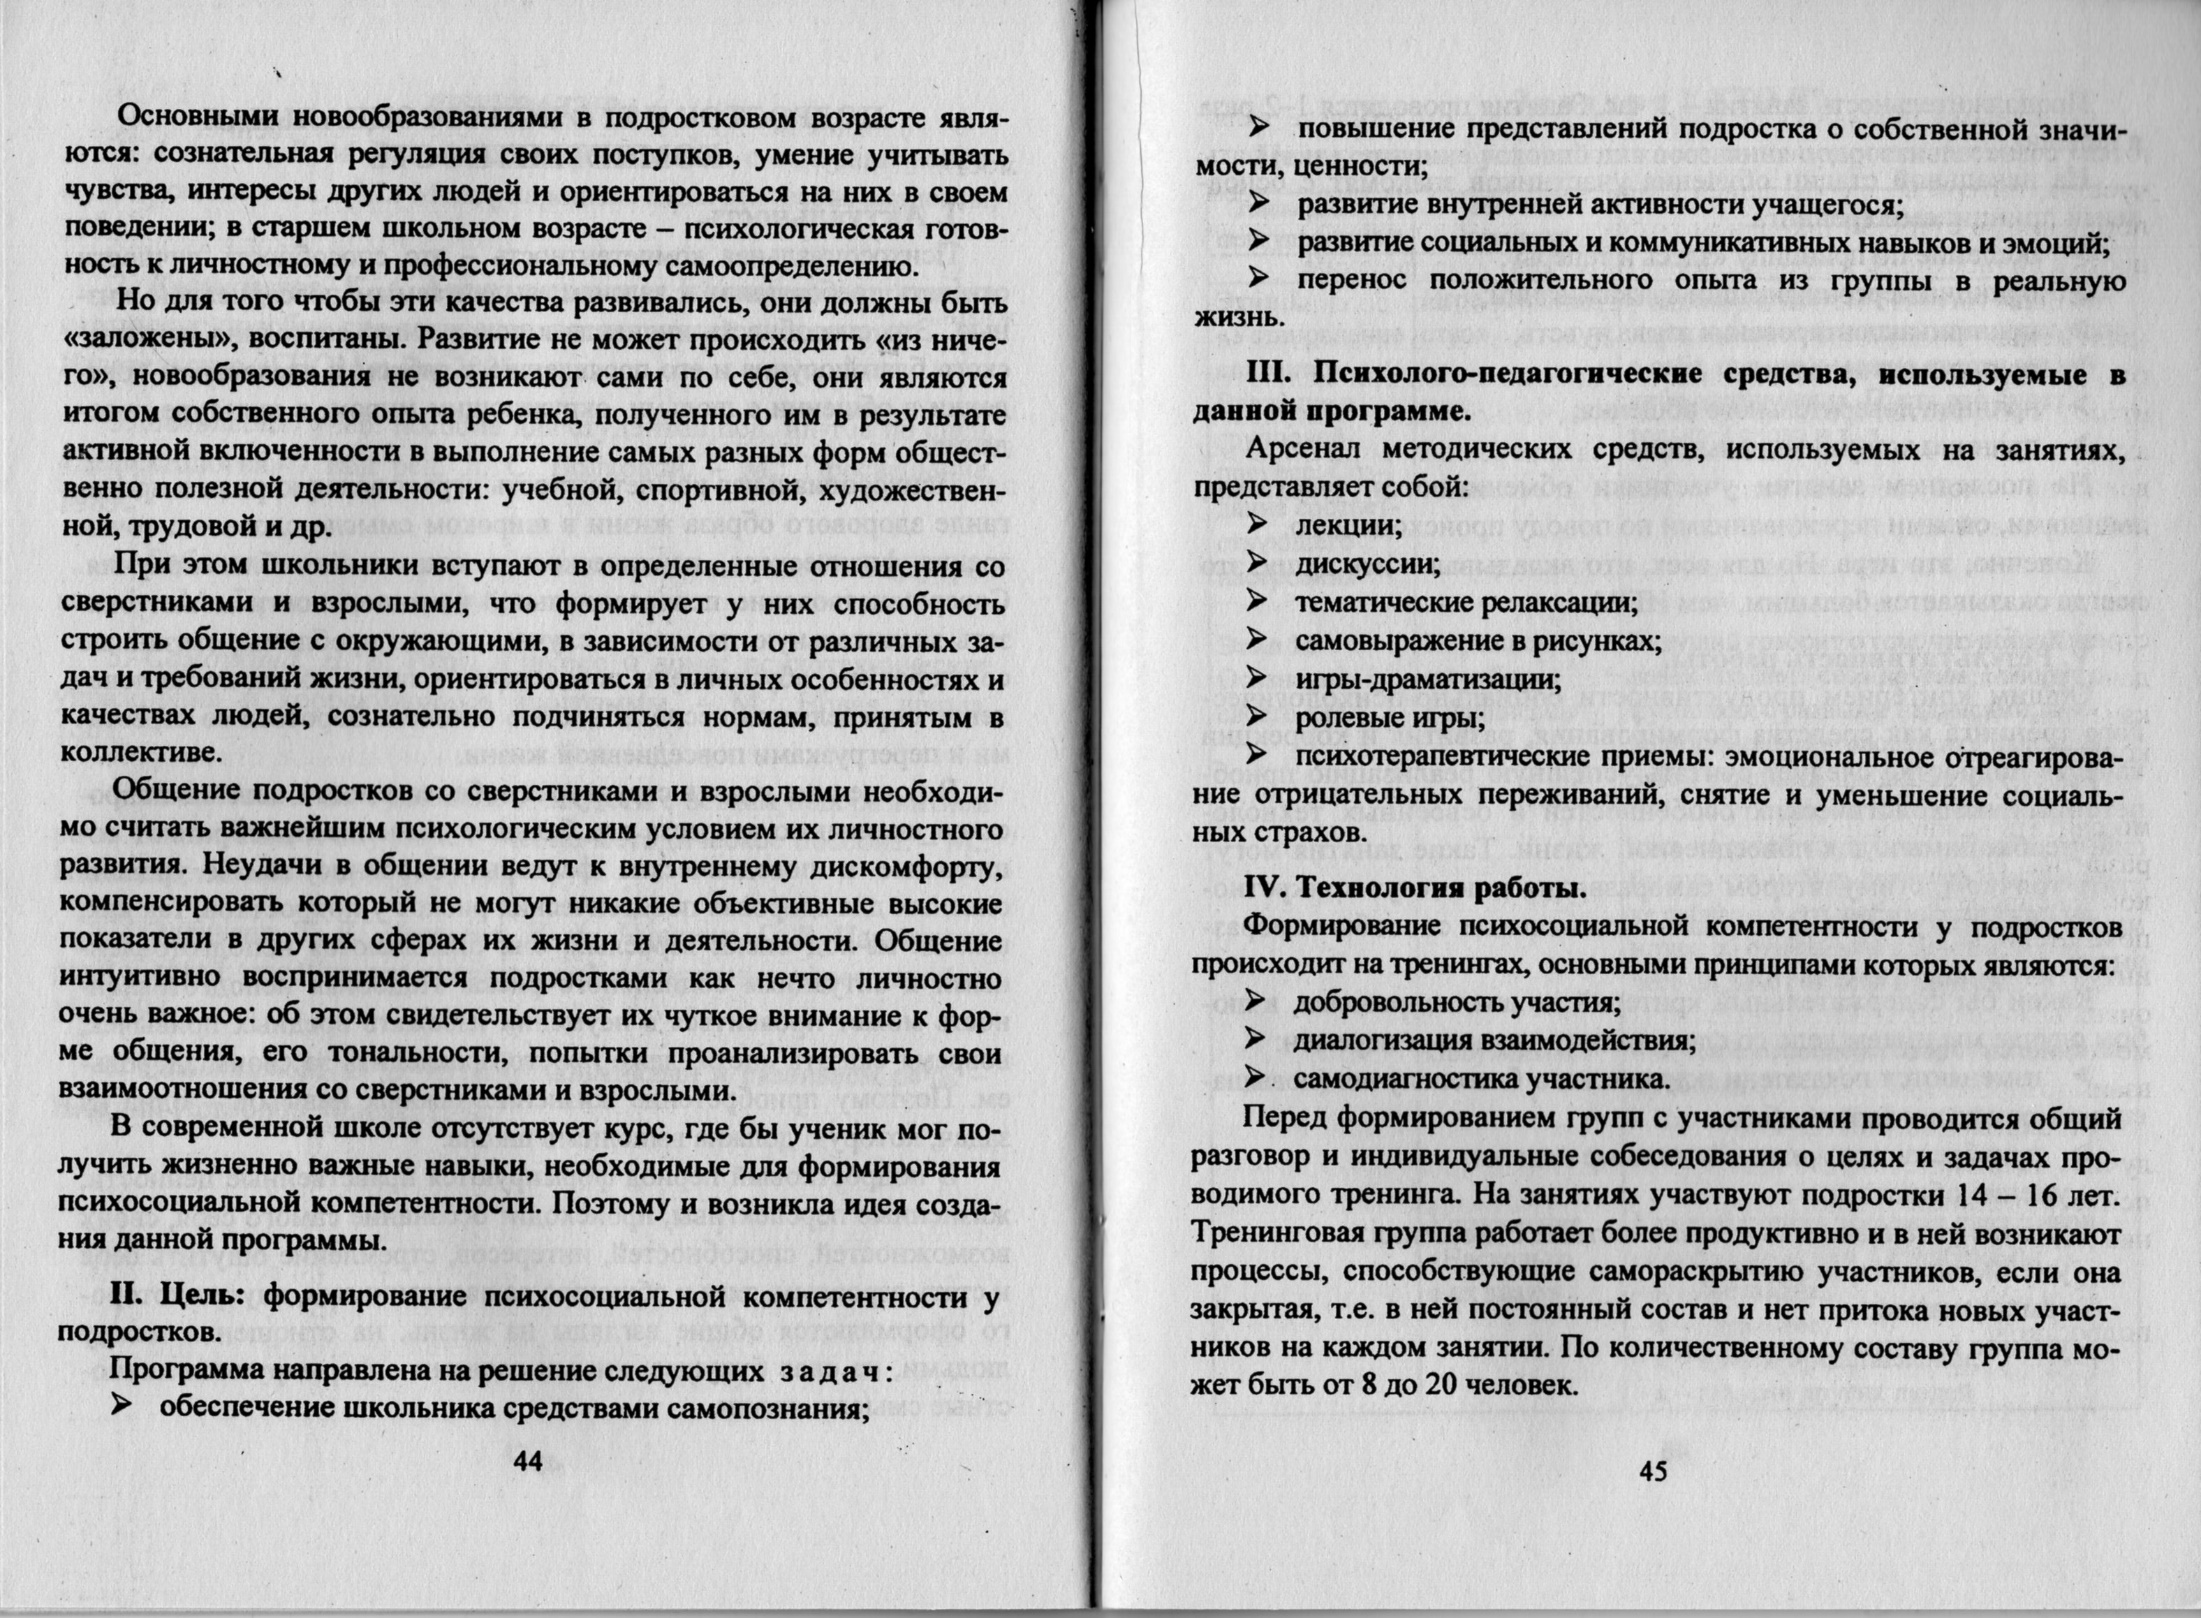 Основными новообразованиями в подростковом возрасте явля-
ются: сознательная регуляция своих поступков, умение учитывать
чувства, интересы других людей и ориентироваться на них в своем
поведении; в старшем школьном возрасте – психологическая готов-
ность к личностному и профессиональному самоопределению.
Но для того чтобы эти качества развивались, они должны быть
«заложены», воспитаны. Развитие не может происходить «из ниче-
го», новообразования не возникают сами по себе, они являются
итогом собственного опыта ребенка, полученного им в результате
активной включенности в выполнение самых разных форм общест-
венно полезной деятельности: учебной, спортивной, художествен-
ной, трудовой и др.
При этом школьники вступают в определенные отношения со
сверстниками и взрослыми, что формирует у них способность
строить общение с окружающими, в зависимости от различных за-
дач и требований жизни, ориентироваться в личных особенностях и
качествах людей, сознательно подчиняться нормам, принятым в
коллективе.
Общение подростков со сверстниками и взрослыми необходи-
мо считать важнейшим психологическим условием их личностного
развития. Неудачи в общении ведут к внутреннему дискомфорту,
компенсировать который не могут никакие объективные высокие
показатели в других сферах их жизни и деятельности. Общение
интуитивно воспринимается подростками как нечто личностно
очень важное: об этом свидетельствует их чуткое внимание к фор-
ме общения, его тональности, попытки проанализировать свои
взаимоотношения со сверстниками и взрослыми.
В современной школе отсутствует курс, где бы ученик мог по-
лучить жизненно важные навыки, необходимые для формирования
психосоциальной компетентности. Поэтому и возникла идея созда-
ния данной программы.
II. Цель: формирование психосоциальной компетентности у
подростков.
Программа направлена на решение следующих задач:
➢ обеспечение школьника средствами самопознания;
44
➢ повышение представлений подростка о собственной значи-
мости, ценности;
➢ развитие внутренней активности учащегося;
➢ развитие социальных и коммуникативных навыков и эмоций;
➢ перенос положительного опыта из группы в реальную
жизнь.
III. Психолого-педагогические средства, используемые в
данной программе.
Арсенал методических средств, используемых на занятиях,
представляет собой:
➢ лекции;
➢ дискуссии;
➢ тематические релаксации;
➢ самовыражение в рисунках;
➢ игры-драматизации;
➢ ролевые игры;
➢ психотерапевтические приемы: эмоциональное отреагирова-
ние отрицательных переживаний, снятие и уменьшение социаль-
ных страхов.
IV. Технология работы.
Формирование психосоциальной компетентности у подростков
происходит на тренингах, основными принципами которых являются:
➢ добровольность участия;
➢ диалогизация взаимодействия;
➢ самодиагностика участника.
Перед формированием групп с участниками проводится общий
разговор и индивидуальные собеседования о целях и задачах про-
водимого тренинга. На занятиях участвуют подростки 14 – 16 лет.
Тренинговая группа работает более продуктивно и в ней возникают
процессы, способствующие самораскрытию участников, если она
закрытая, т.е. в ней постоянный состав и нет притока новых участ-
ников на каждом занятии. По количественному составу группа мо-
жет быть от 8 до 20 человек.
45